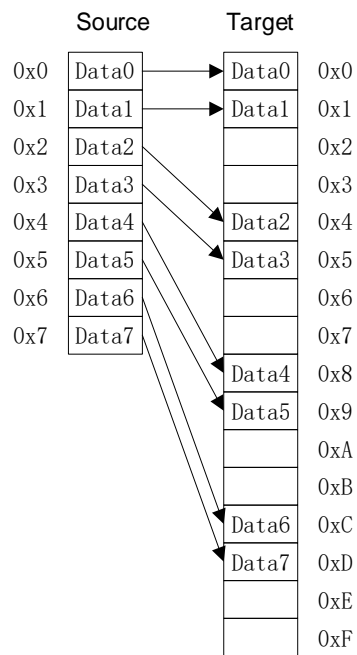 Source Target
0x0 Data0 Data0 0x0
0x1 Data1 Data1 0x1
0x2 Data2 0x2
0x3 Data3 0x3
0x4 Data4 Data2 0x4
0x5 Data5 Data3 0x5
0x6 Data6 0x6
0x7 Data7 0x7
Data4 0x8
Data5 0x9
0xA
0xB
Data6 0xC
Data7 0xD
0xE
0xF